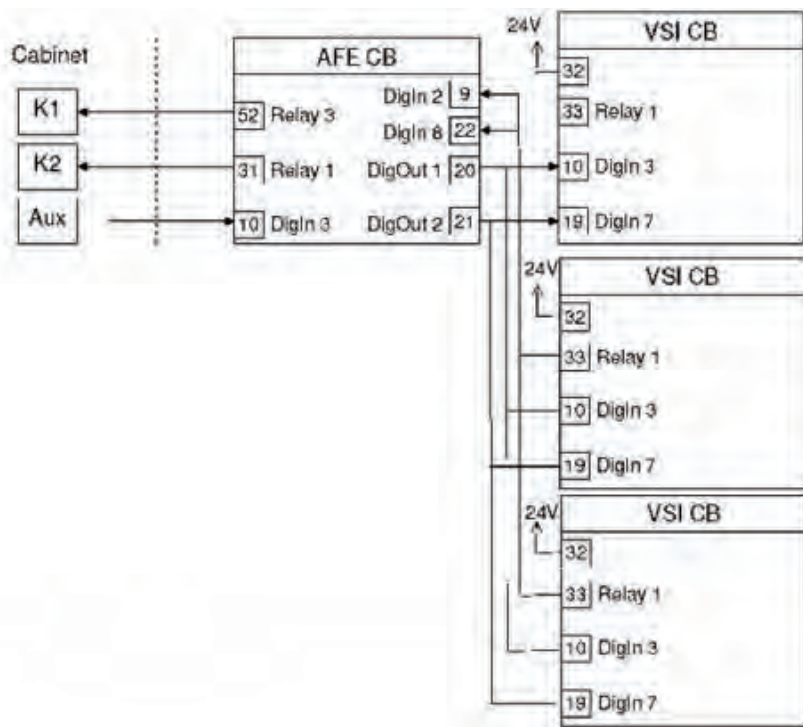 Cabinet
K1
K2
Aux
AFE CB
52 Relay 3
31 Relay 1
10 DigIn 3
DigIn 2 9
DigIn 6 22
DigOut 1 20
DigOut 2 21
24V
VSI CB
32
33 Relay 1
10 DigIn 3
19 DigIn 7
24V
VSI CB
32
33 Relay 1
10 DigIn 3
19 DigIn 7
24V
VSI CB
32
33 Relay 1
10 DigIn 3
19 DigIn 7